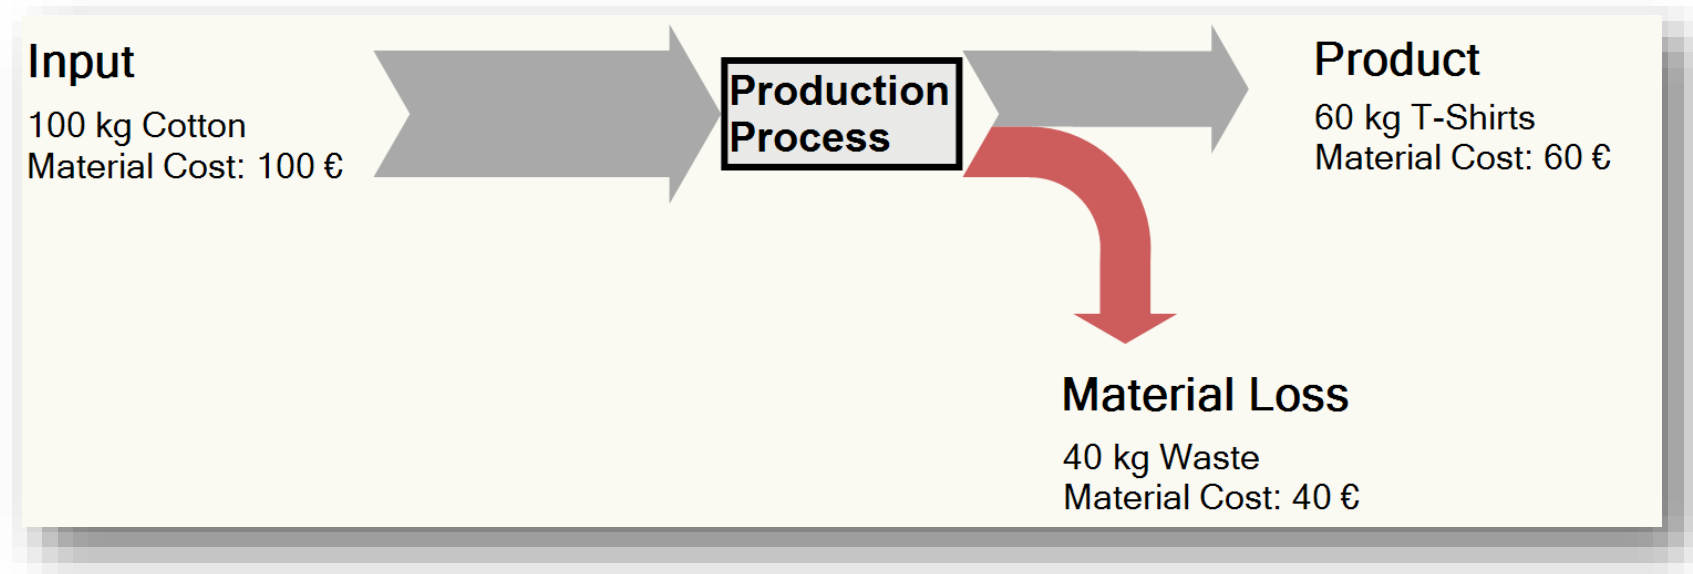 Input
100 kg Cotton
Material Cost: 100 €
Production
Process
Product
60 kg T-Shirts
Material Cost: 60 €
Material Loss
40 kg Waste
Material Cost: 40 €